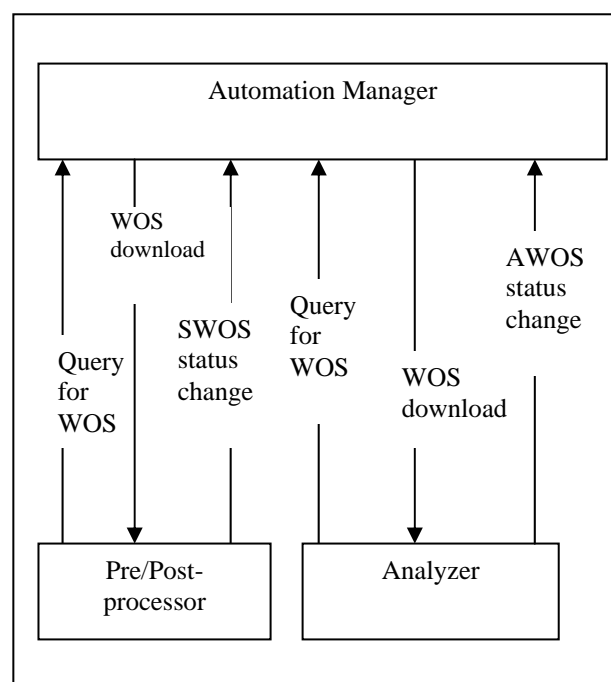 Automation Manager
WOS
download
AWOS
status
change
Query
for
WOS
SWOS
status
change
Query
for
WOS
WOS
download
Pre/Post-
processor
Analyzer